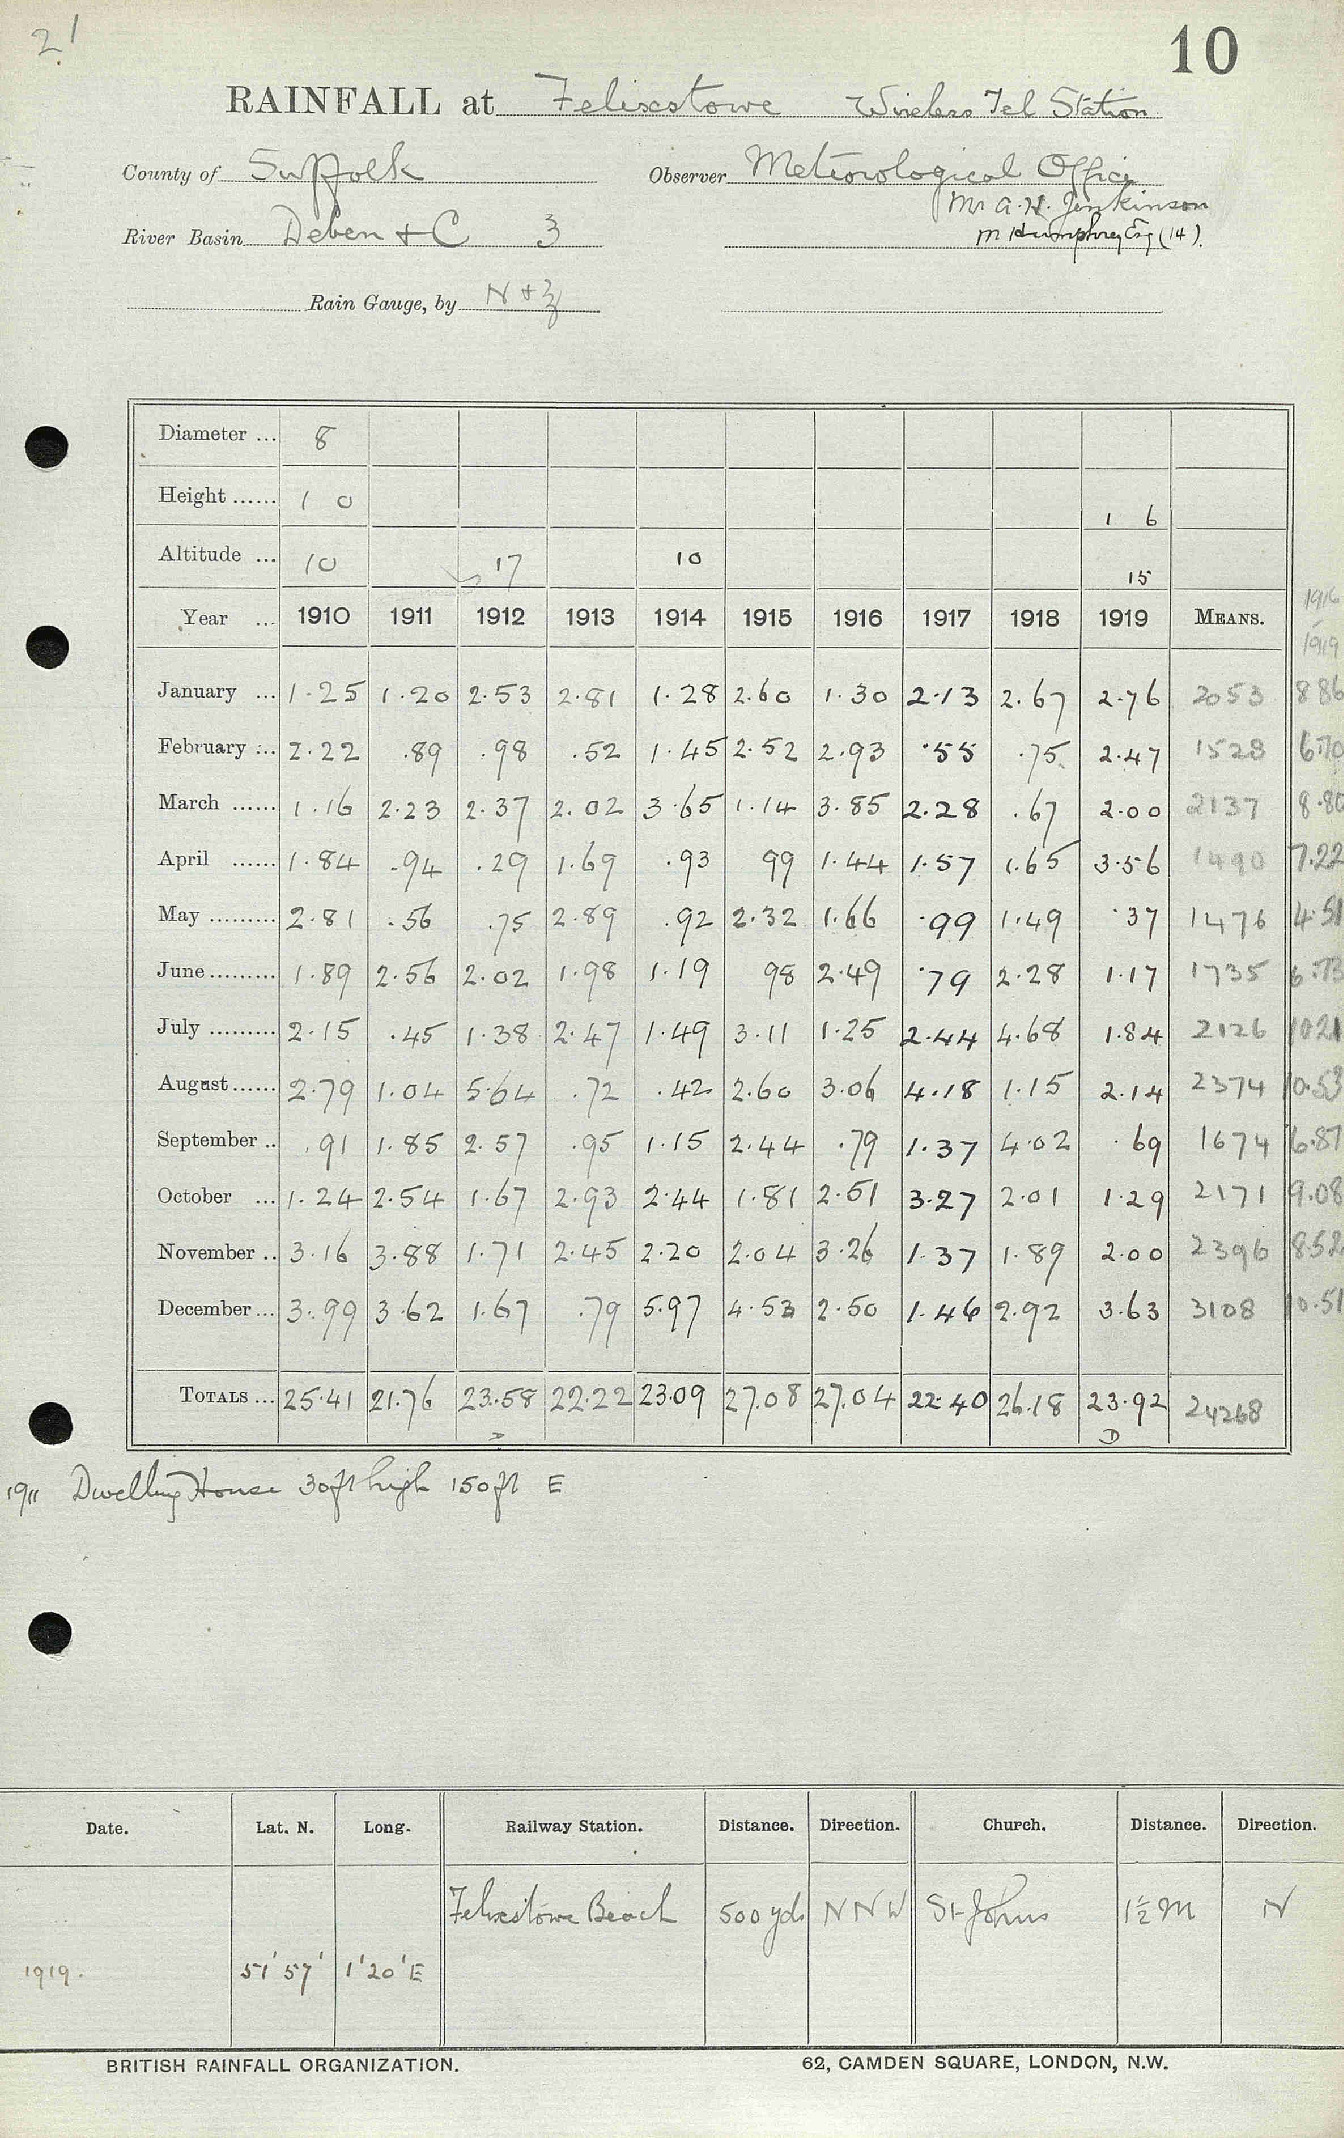 21
10
RAINFALL at Felixstowe Wireless Tel Station
County of Suffolk Observer Meteorological Office
Mr A. H. Jenkinson
River Basin Deben + C 3 M Humphrey Esq (14).
Rain Gauge, by N + Z
Diameter ... 8
Height ...... 1 0 1 6
Altitude ... 10 17 10 15
1916
1919
Year ... 1910 1911 1912 1913 1914 1915 1916 1917 1918 1919 MEANS.
January ... 1.25 1.20 2.53 2.81 1.28 2.60 1.30 2.13 2.67 2.76 2053 886
February ... 2.22 .89 .98 .52 1.45 2.52 2.93 .55 .75 2.47 1528 6.70
March ...... 1.16 2.23 2.37 2.02 3.65 1.14 3.85 2.28 .67 2.00 2137 8.80
April ...... 1.84 .94 .29 1.69 .93 99 1.44 1.57 1.65 3.56 1490 7.22
May ......... 2.81 .56 .75 2.89 .92 2.32 1.66 .99 1.49 .37 1476 4.51
June ......... 1.89 2.56 2.02 1.98 1.19 98 2.49 .79 2.28 1.17 1735 6.73
July ......... 2.15 .45 1.38 2.47 1.49 3.11 1.25 2.44 4.68 1.84 2126 1021
August ...... 2.79 1.04 5.64 .72 .42 2.60 3.06 4.18 1.15 2.14 2374 10.53
September .. .91 1.85 2.57 .95 1.15 2.44 .79 1.37 4.02 .69 1674 6.87
October ... 1.24 2.54 1.67 2.93 2.44 1.81 2.51 3.27 2.01 1.29 2171 9.08
November .. 3.16 3.88 1.71 2.45 2.20 2.04 3.26 1.37 1.89 2.00 2396 8.52
December ... 3.99 3.62 1.67 .79 5.97 4.53 2.50 1.46 2.92 3.63 3108 10.51
TOTALS ... 25.41 21.76 23.58 22.22 23.09 27.08 27.04 22.40 26.18 23.92 24268
D
1911 Dwelling House 30ft high 150ft E
Date. Lat. N. Long. Railway Station. Distance. Direction. Church. Distance. Direction.
Felixstowe Beach 500 yds N N W St Johns 1½ M N
1919. 51' 57' 1' 20' E
BRITISH RAINFALL ORGANIZATION. 62, CAMDEN SQUARE, LONDON, N.W.